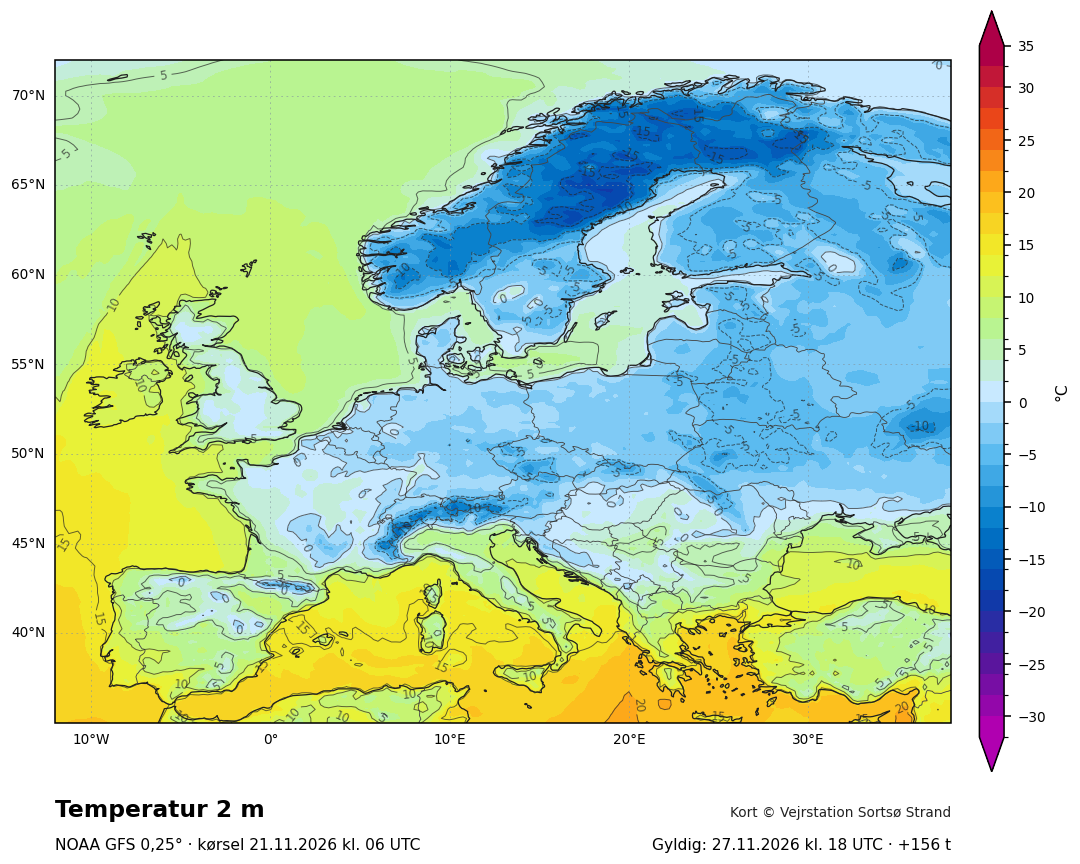 70°N
65°N
60°N
55°N
50°N
45°N
40°N
10°W
0°
10°E
20°E
30°E
35
30
25
20
15
10
5
0
−5
−10
−15
−20
−25
−30
°C
Temperatur 2 m
Kort © Vejrstation Sortsø Strand
NOAA GFS 0,25° · kørsel 21.11.2026 kl. 06 UTC
Gyldig: 27.11.2026 kl. 18 UTC · +156 t